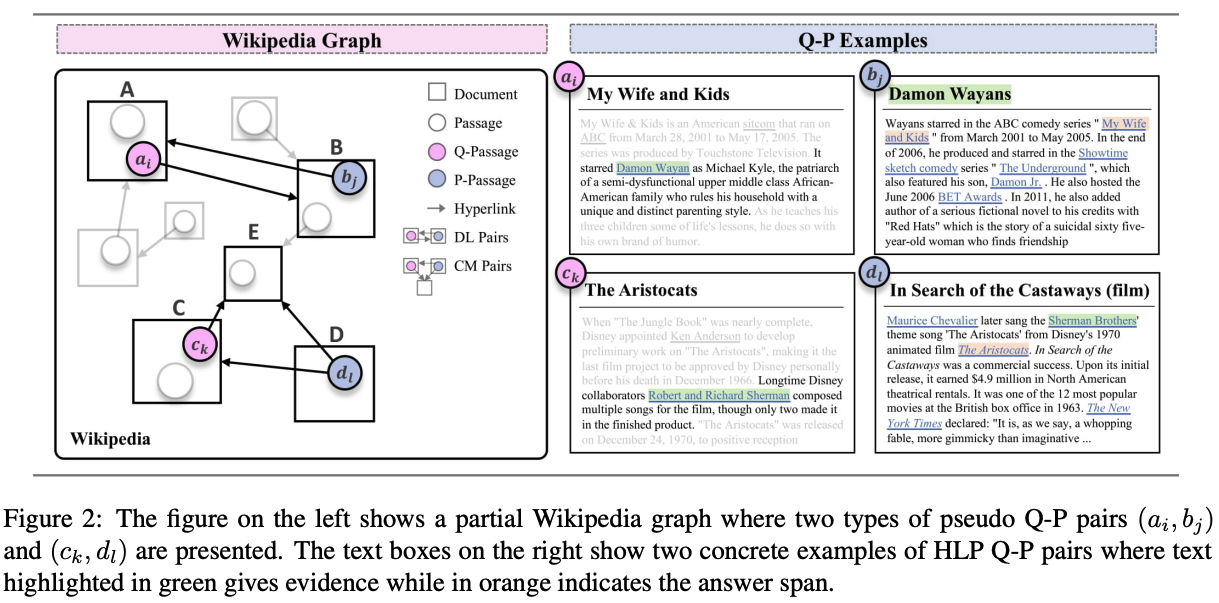 Wikipedia Graph
Q-P Examples
A
a_i
B
b_j
E
C
c_k
D
d_l
Document
Passage
Q-Passage
P-Passage
Hyperlink
DL Pairs
CM Pairs
Wikipedia
a_i
My Wife and Kids
My Wife & Kids is an American sitcom that ran on
ABC from March 28, 2001 to May 17, 2005. The
series was produced by Touchstone Television. It
starred Damon Wayan as Michael Kyle, the patriarch
of a semi-dysfunctional upper middle class African-
American family who rules his household with a
unique and distinct parenting style. As he teaches his
three children some of life's lessons, he does so with
his own brand of humor.
b_j
Damon Wayans
Wayans starred in the ABC comedy series " My Wife
and Kids " from March 2001 to May 2005. In the end
of 2006, he produced and starred in the Showtime
sketch comedy series " The Underground ", which
also featured his son, Damon Jr. . He also hosted the
June 2006 BET Awards . In 2011, he also added
author of a serious fictional novel to his credits with
"Red Hats" which is the story of a suicidal sixty five-
year-old woman who finds friendship
c_k
The Aristocats
When "The Jungle Book" was nearly complete,
Disney appointed Ken Anderson to develop
preliminary work on "The Aristocats", making it the
last film project to be approved by Disney personally
before his death in December 1966. Longtime Disney
collaborators Robert and Richard Sherman composed
multiple songs for the film, though only two made it
in the finished product. "The Aristocats" was released
on December 24, 1970, to positive reception
d_l
In Search of the Castaways (film)
Maurice Chevalier later sang the Sherman Brothers'
theme song 'The Aristocats' from Disney's 1970
animated film The Aristocats. In Search of the
Castaways was a commercial success. Upon its initial
release, it earned $4.9 million in North American
theatrical rentals. It was one of the 12 most popular
movies at the British box office in 1963. The New
York Times declared: "It is, as we say, a whopping
fable, more gimmicky than imaginative ...
Figure 2: The figure on the left shows a partial Wikipedia graph where two types of pseudo Q-P pairs (a_i, b_j)
and (c_k, d_l) are presented. The text boxes on the right show two concrete examples of HLP Q-P pairs where text
highlighted in green gives evidence while in orange indicates the answer span.